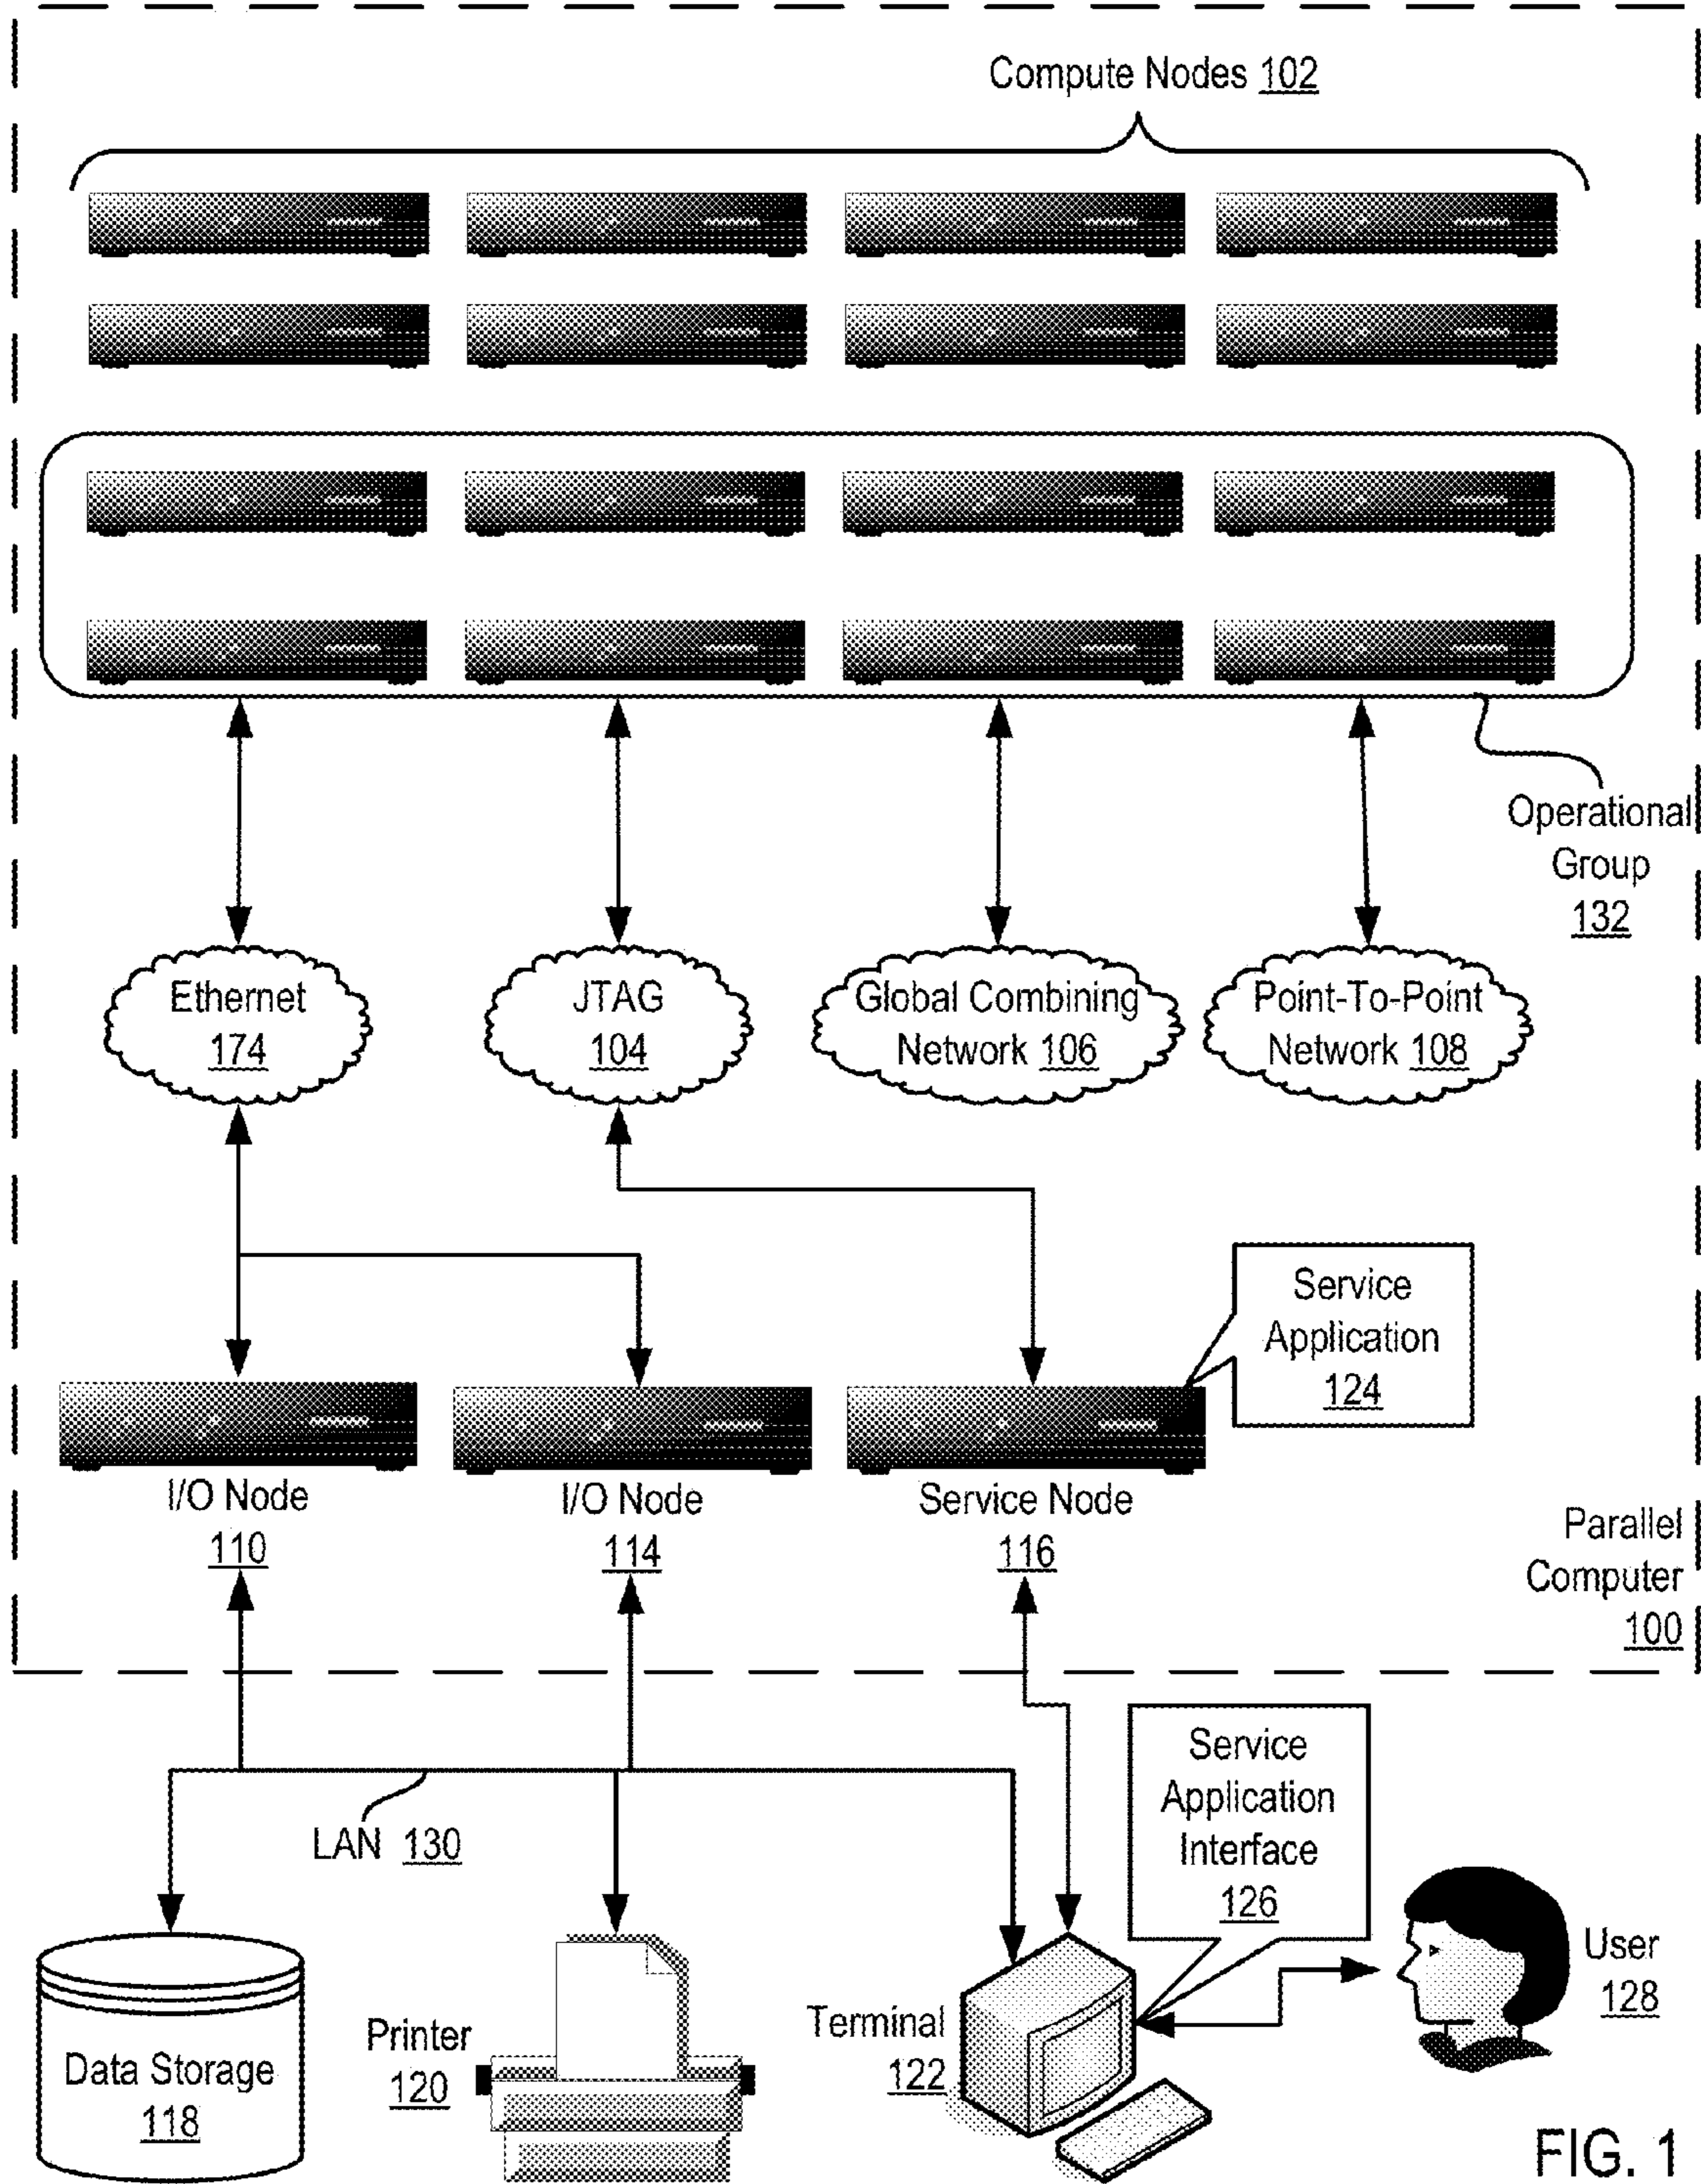 Compute Nodes 102
Operational
Group
132
Ethernet
174
JTAG
104
Global Combining
Network 106
Point-To-Point
Network 108
Service
Application
124
I/O Node
110
I/O Node
114
Service Node
116
Parallel
Computer
100
Service
Application
Interface
126
LAN 130
User
128
Data Storage
118
Printer
120
Terminal
122
FIG. 1